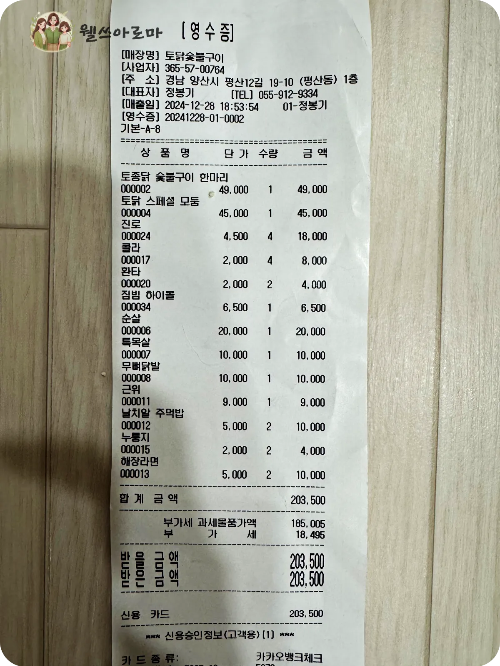 웰쓰아로마
[영수증]
[매장명] 토닭숯불구이
[사업자] 365-57-00764
[주 소] 경남 양산시 평산12길 19-10 (평산동) 1층
[대표자] 정봉기 [TEL] 055-912-9334
[매출일] 2024-12-28 18:53:54 01-정봉기
[영수증] 20241228-01-0002
기본-A-8
상 품 명 단 가 수량 금 액
토종닭 숯불구이 한마리
000002 49,000 1 49,000
토닭 스페셜 모둠
000004 45,000 1 45,000
진로
000024 4,500 4 18,000
콜라
000017 2,000 4 8,000
환타
000020 2,000 2 4,000
짐빔 하이볼
000034 6,500 1 6,500
순살
000006 20,000 1 20,000
특목살
000007 10,000 1 10,000
무뼈닭발
000008 10,000 1 10,000
근위
000011 9,000 1 9,000
날치알 주먹밥
000012 5,000 2 10,000
누룽지
000015 2,000 2 4,000
해장라면
000013 5,000 2 10,000
합 계 금 액 203,500
부가세 과세물품가액 185,005
부 가 세 18,495
받을금액 203,500
받은금액 203,500
신용 카드 203,500
*** 신용승인정보(고객용) [1] ***
카드종류: 카카오뱅크체크